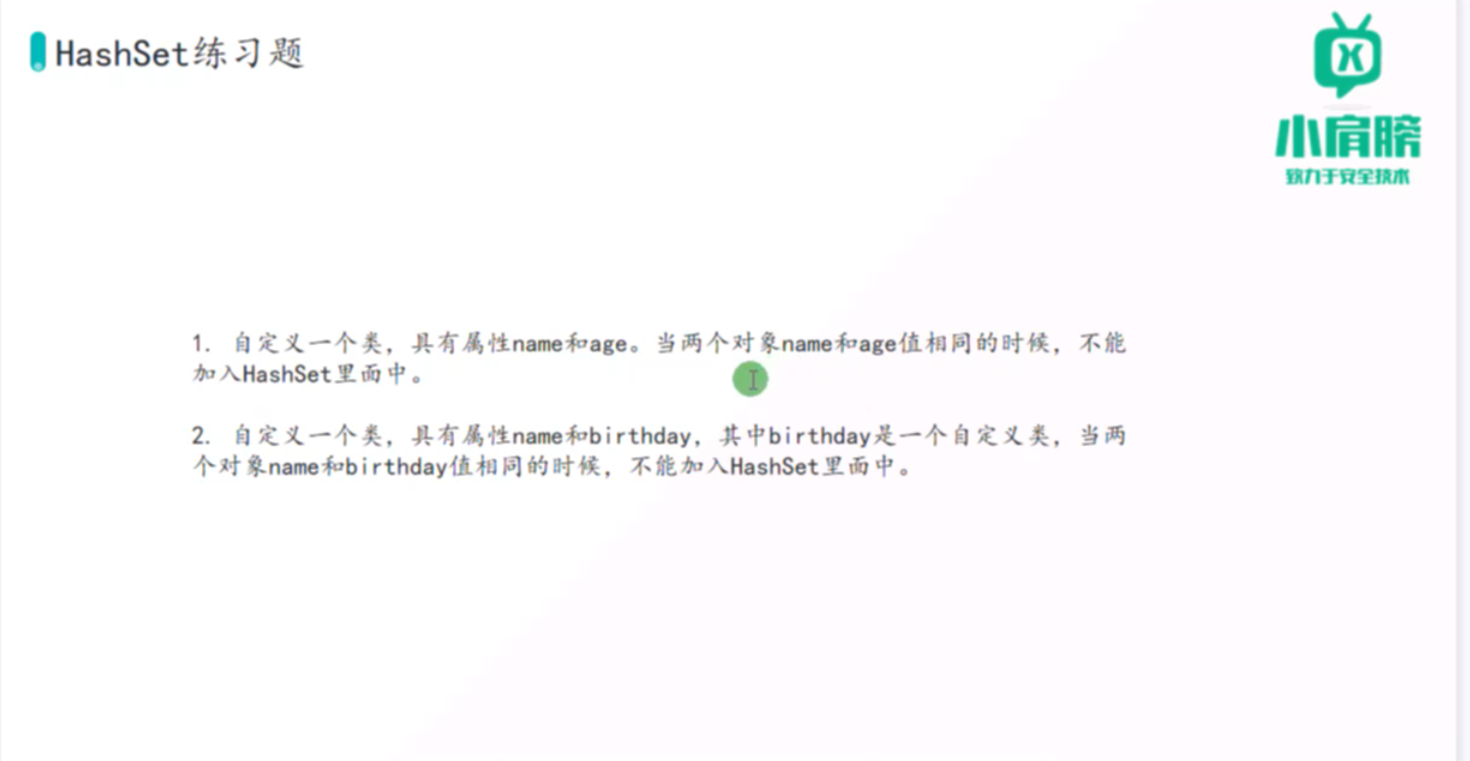 HashSet练习题
小肩膀
致力于安全技术
1. 自定义一个类，具有属性name和age。当两个对象name和age值相同的时候，不能
加入HashSet里面中。
2. 自定义一个类，具有属性name和birthday，其中birthday是一个自定义类，当两
个对象name和birthday值相同的时候，不能加入HashSet里面中。